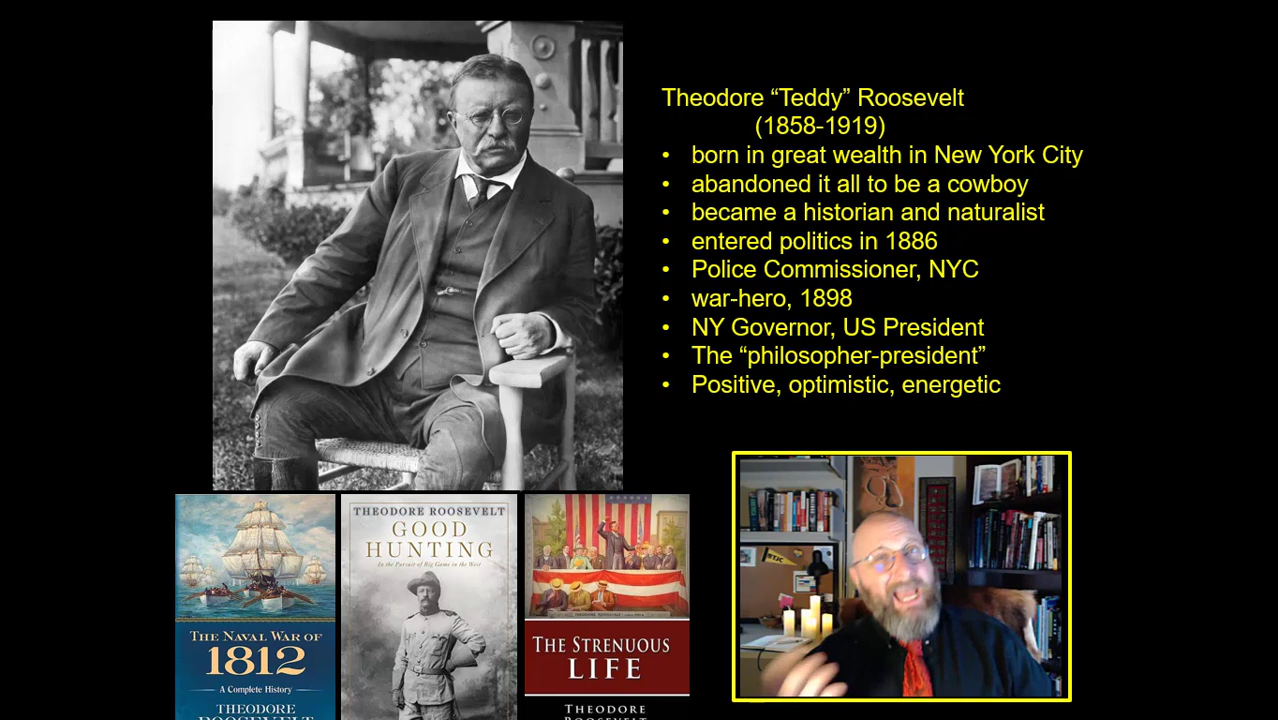 Theodore “Teddy” Roosevelt
(1858-1919)
• born in great wealth in New York City
• abandoned it all to be a cowboy
• became a historian and naturalist
• entered politics in 1886
• Police Commissioner, NYC
• war-hero, 1898
• NY Governor, US President
• The “philosopher-president”
• Positive, optimistic, energetic
THE NAVAL WAR OF
1812
A Complete History
THEODORE
ROOSEVELT
THEODORE ROOSEVELT
GOOD
HUNTING
In the Pursuit of Big Game in the West
THE STRENUOUS
LIFE
THEODORE
ROOSEVELT